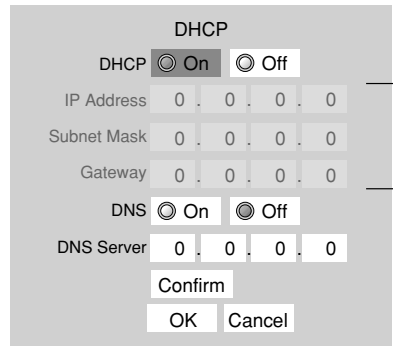 DHCP
DHCP On Off
IP Address 0 . 0 . 0 . 0
Subnet Mask 0 . 0 . 0 . 0
Gateway 0 . 0 . 0 . 0
DNS On Off
DNS Server 0 . 0 . 0 . 0
Confirm
OK Cancel